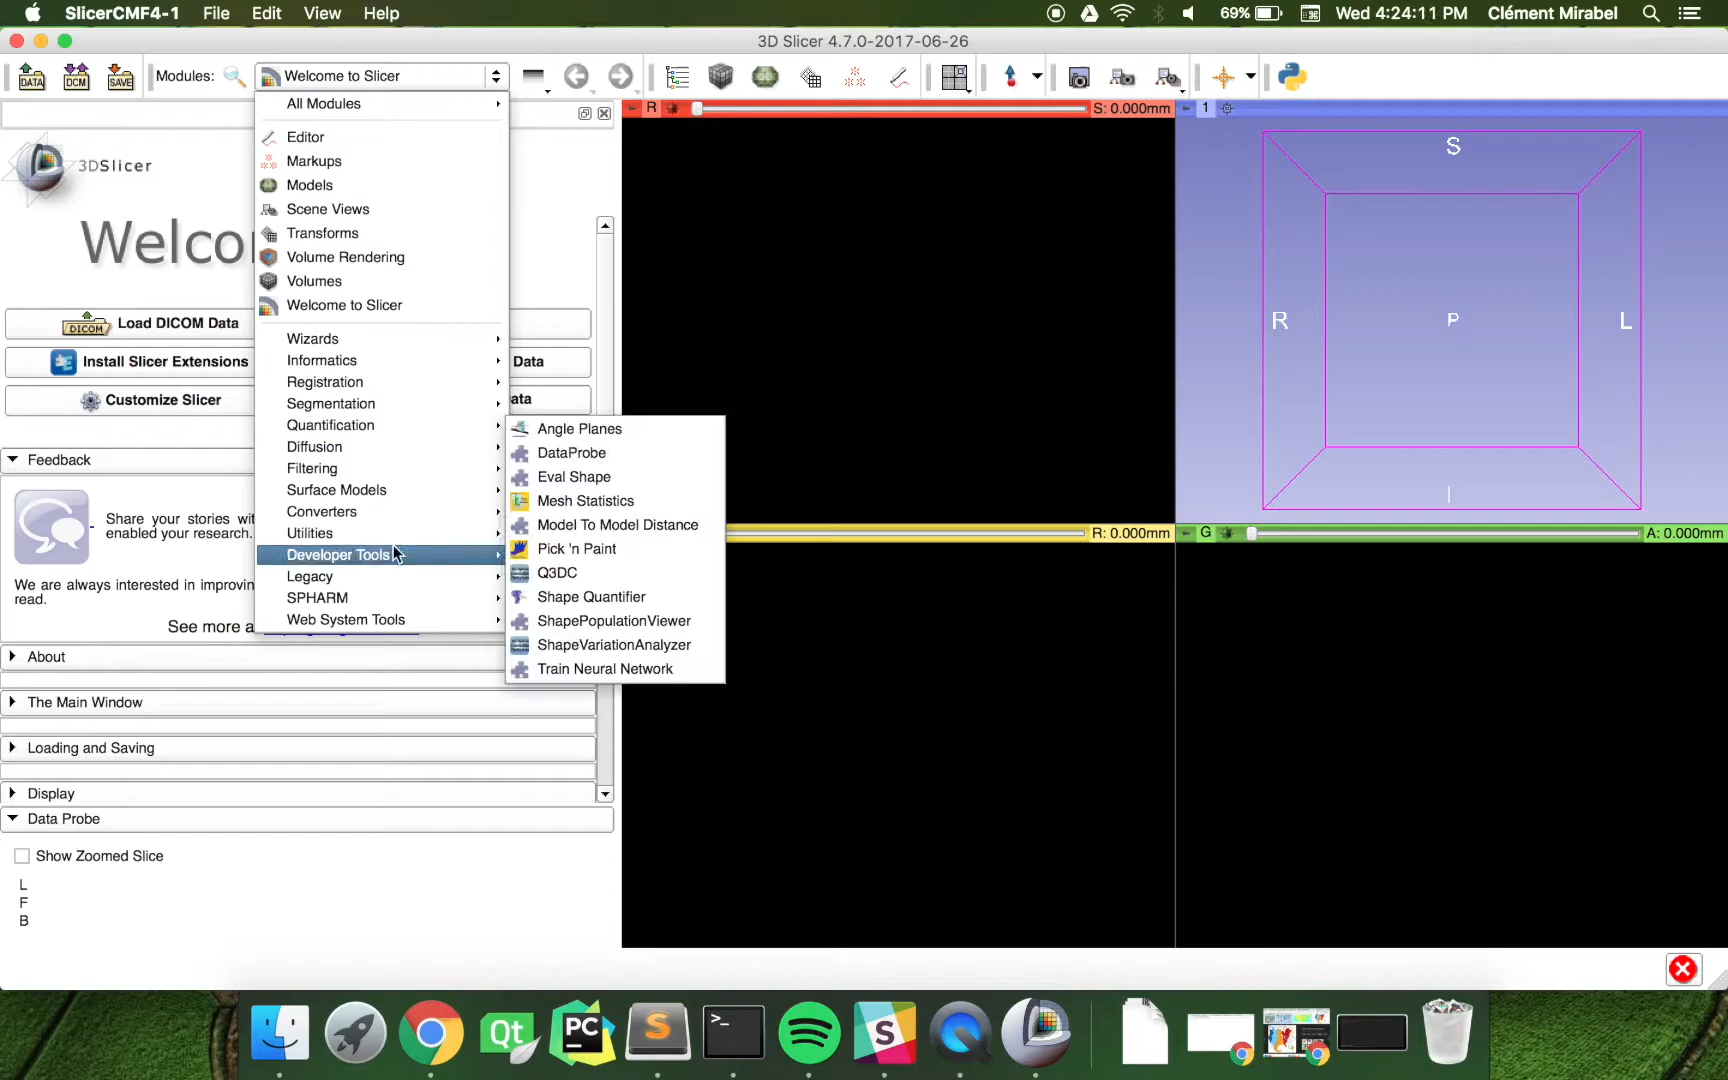 SlicerCMF4-1 File Edit View Help 69% Wed 4:24:11 PM Clément Mirabel
3D Slicer 4.7.0-2017-06-26
DATA DCM SAVE Modules: Welcome to Slicer
R S: 0.000mm 1
All Modules
Editor
Markups
Models
Scene Views
Transforms
Volume Rendering
Volumes
Welcome to Slicer
Wizards
Informatics
Registration
Segmentation
Quantification
Diffusion
Filtering
Surface Models
Converters
Utilities
Developer Tools
Legacy
SPHARM
Web System Tools
Angle Planes
DataProbe
Eval Shape
Mesh Statistics
Model To Model Distance
Pick 'n Paint
Q3DC
Shape Quantifier
ShapePopulationViewer
ShapeVariationAnalyzer
Train Neural Network
3DSlicer
Welco
DICOM Load DICOM Data
Install Slicer Extensions Data
Customize Slicer ata
Feedback
Share your stories wit
enabled your research.
We are always interested in improvin
read.
See more a
About
The Main Window
Loading and Saving
Display
Data Probe
Show Zoomed Slice
L
F
B
S
R P L
I
R: 0.000mm G A: 0.000mm
Qt PC S >_ S